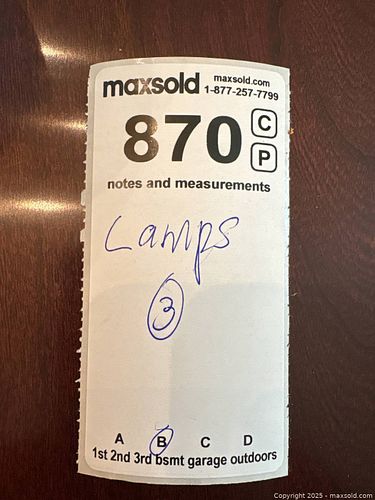 maxsold maxsold.com
1-877-257-7799
870 C
P
notes and measurements
Lamps
3
A B C D
1st 2nd 3rd bsmt garage outdoors
Copyright 2025 - maxsold.com